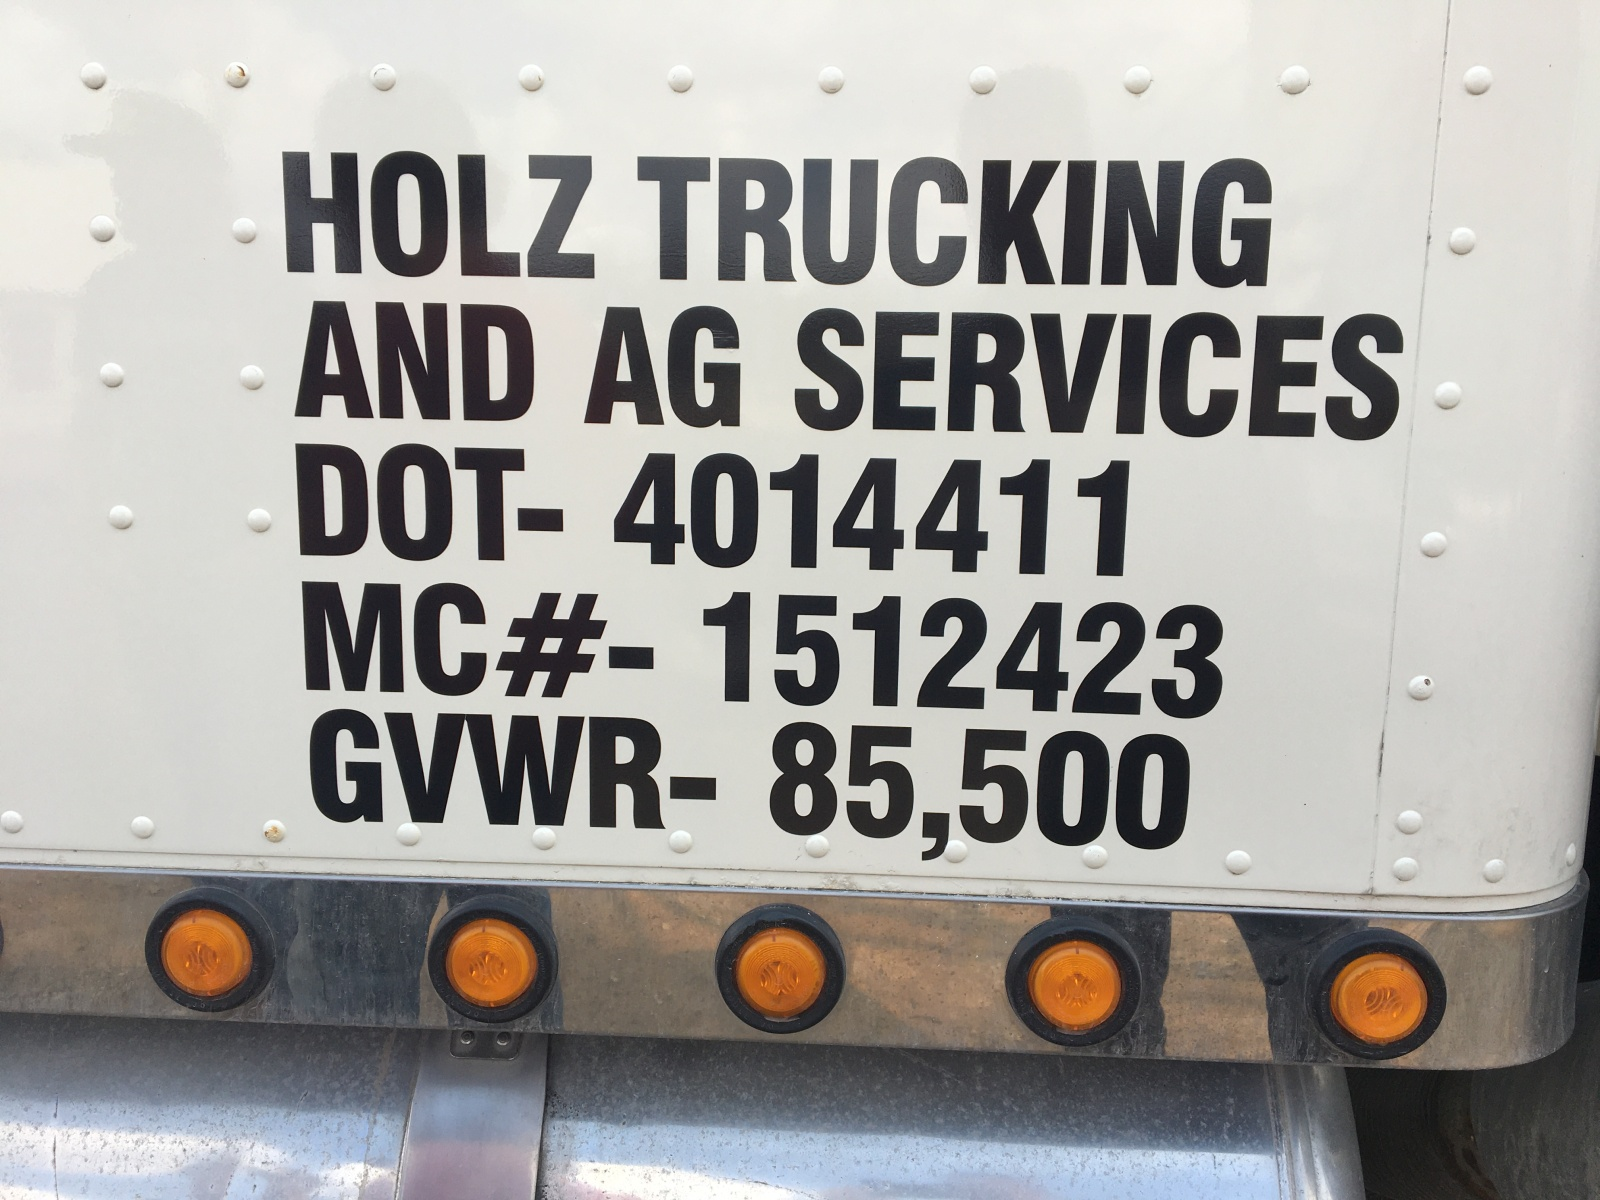 HOLZ TRUCKING
AND AG SERVICES
DOT- 4014411
MC#- 1512423
GVWR- 85,500